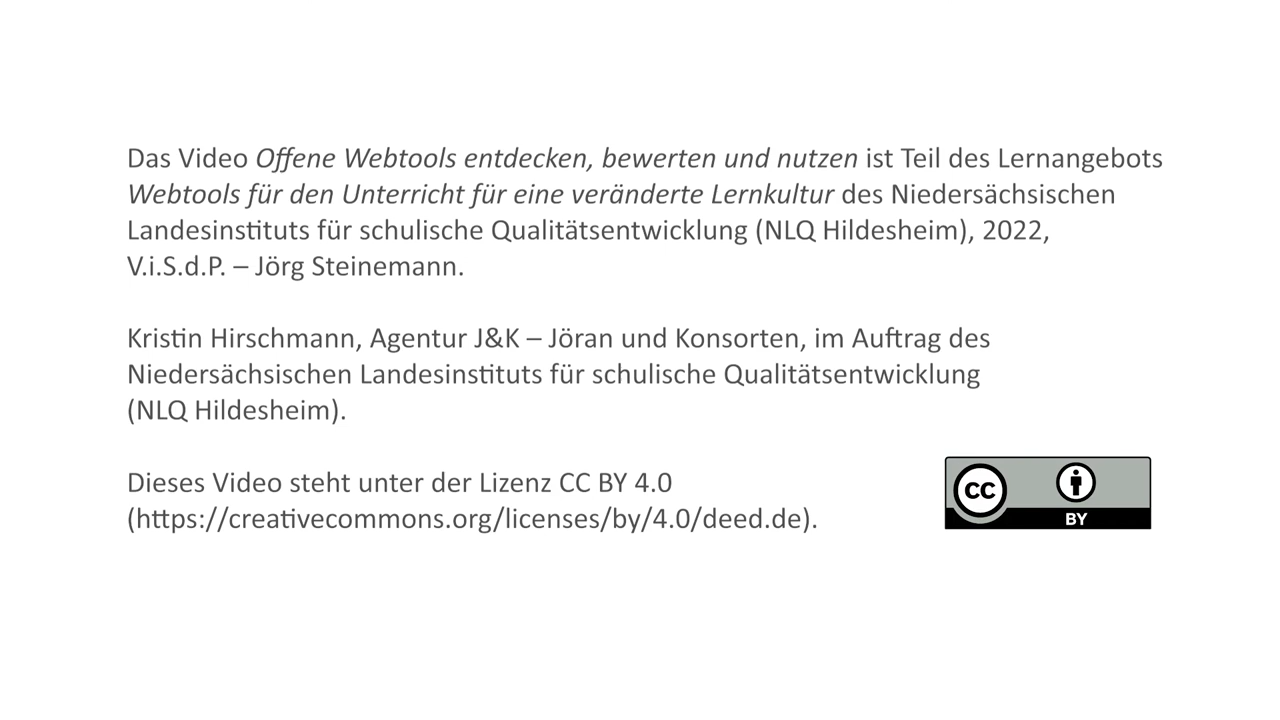 Das Video Offene Webtools entdecken, bewerten und nutzen ist Teil des Lernangebots
Webtools für den Unterricht für eine veränderte Lernkultur des Niedersächsischen
Landesinstituts für schulische Qualitätsentwicklung (NLQ Hildesheim), 2022,
V.i.S.d.P. – Jörg Steinemann.
Kristin Hirschmann, Agentur J&K – Jöran und Konsorten, im Auftrag des
Niedersächsischen Landesinstituts für schulische Qualitätsentwicklung
(NLQ Hildesheim).
Dieses Video steht unter der Lizenz CC BY 4.0
(https://creativecommons.org/licenses/by/4.0/deed.de).
CC
BY